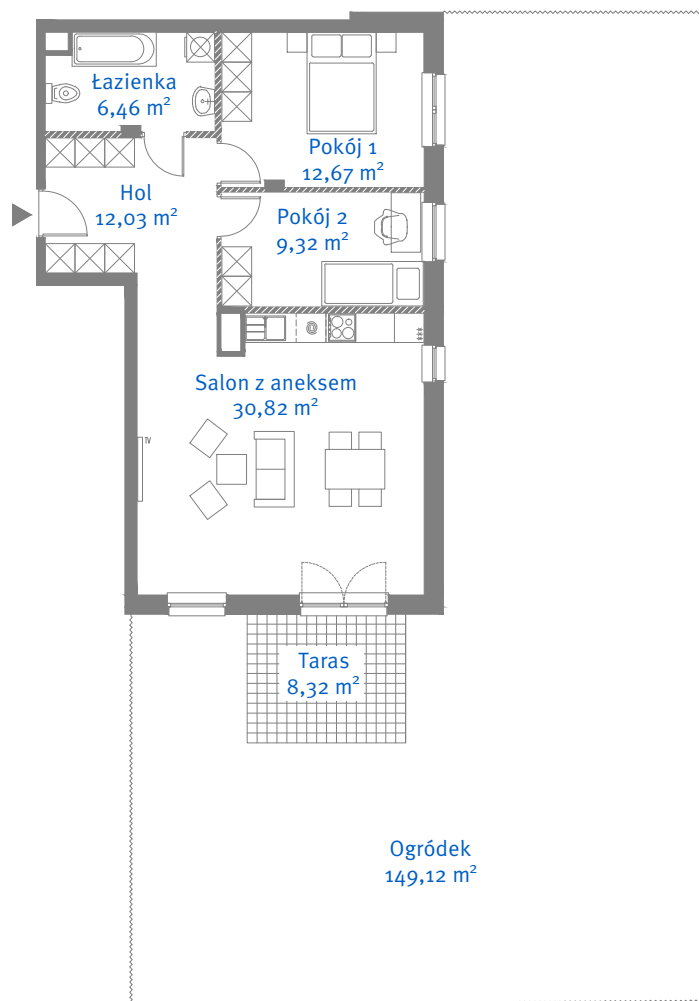 Łazienka
6,46 m²
Pokój 1
12,67 m²
Hol
12,03 m²
Pokój 2
9,32 m²
Salon z aneksem
30,82 m²
TV
Taras
8,32 m²
Ogródek
149,12 m²